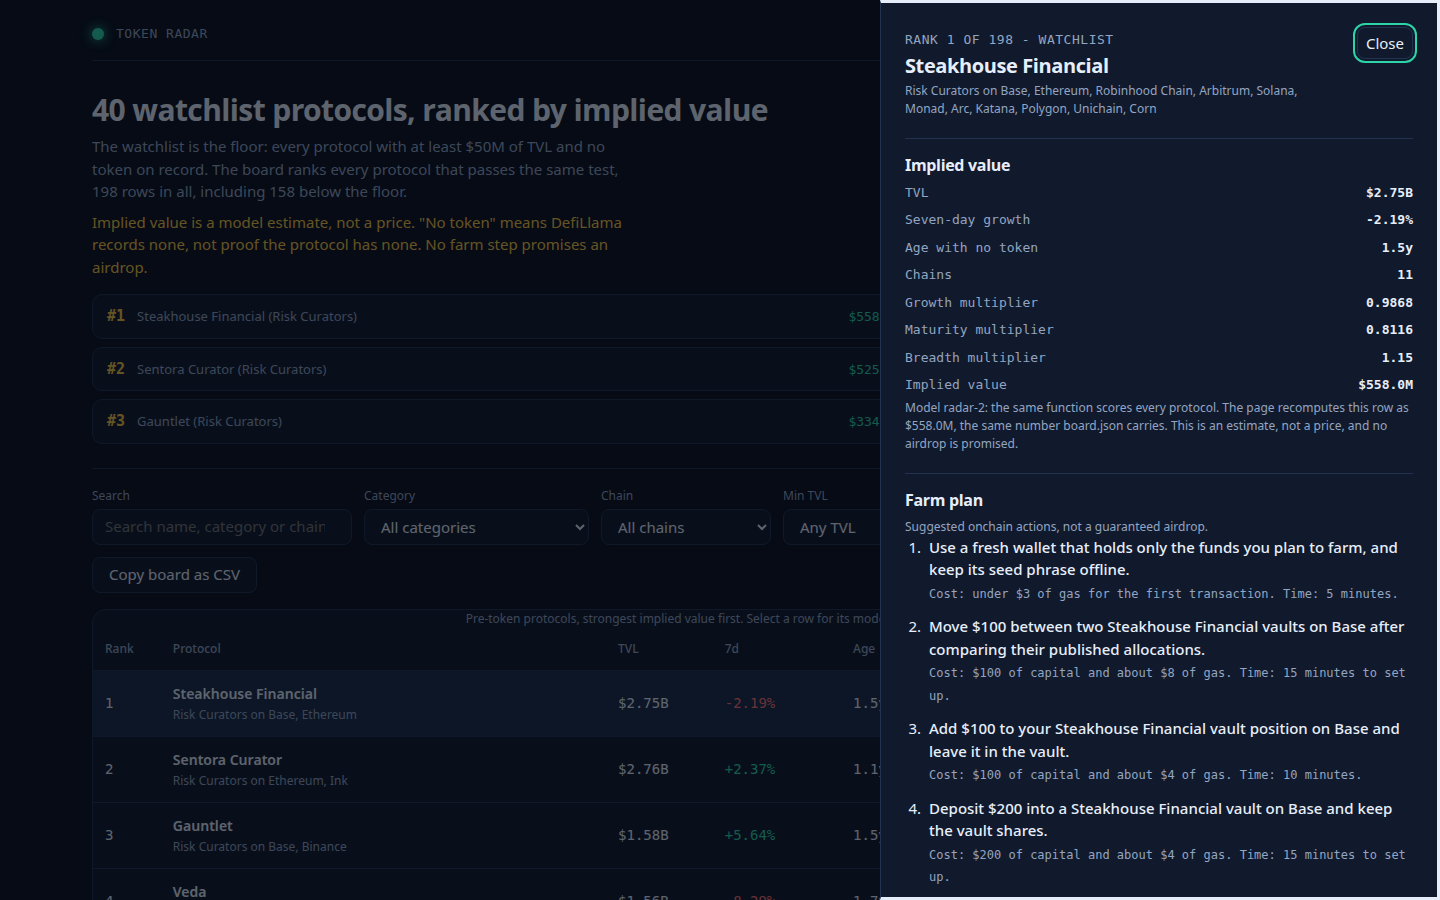 TOKEN RADAR
40 watchlist protocols, ranked by implied value
The watchlist is the floor: every protocol with at least $50M of TVL and no
token on record. The board ranks every protocol that passes the same test,
198 rows in all, including 158 below the floor.
Implied value is a model estimate, not a price. "No token" means DefiLlama
records none, not proof the protocol has none. No farm step promises an
airdrop.
#1 Steakhouse Financial (Risk Curators) $558
#2 Sentora Curator (Risk Curators) $525
#3 Gauntlet (Risk Curators) $334
Search Category Chain Min TVL
Search name, category or chain All categories All chains Any TVL
Copy board as CSV
Pre-token protocols, strongest implied value first. Select a row for its mod
Rank Protocol TVL 7d Age
1 Steakhouse Financial $2.75B -2.19% 1.5
Risk Curators on Base, Ethereum
2 Sentora Curator $2.76B +2.37% 1.1
Risk Curators on Ethereum, Ink
3 Gauntlet $1.58B +5.64% 1.5
Risk Curators on Base, Binance
Veda
RANK 1 OF 198 - WATCHLIST
Close
Steakhouse Financial
Risk Curators on Base, Ethereum, Robinhood Chain, Arbitrum, Solana,
Monad, Arc, Katana, Polygon, Unichain, Corn
Implied value
TVL $2.75B
Seven-day growth -2.19%
Age with no token 1.5y
Chains 11
Growth multiplier 0.9868
Maturity multiplier 0.8116
Breadth multiplier 1.15
Implied value $558.0M
Model radar-2: the same function scores every protocol. The page recomputes this row as
$558.0M, the same number board.json carries. This is an estimate, not a price, and no
airdrop is promised.
Farm plan
Suggested onchain actions, not a guaranteed airdrop.
1. Use a fresh wallet that holds only the funds you plan to farm, and
keep its seed phrase offline.
Cost: under $3 of gas for the first transaction. Time: 5 minutes.
2. Move $100 between two Steakhouse Financial vaults on Base after
comparing their published allocations.
Cost: $100 of capital and about $8 of gas. Time: 15 minutes to set
up.
3. Add $100 to your Steakhouse Financial vault position on Base and
leave it in the vault.
Cost: $100 of capital and about $4 of gas. Time: 10 minutes.
4. Deposit $200 into a Steakhouse Financial vault on Base and keep
the vault shares.
Cost: $200 of capital and about $4 of gas. Time: 15 minutes to set
up.